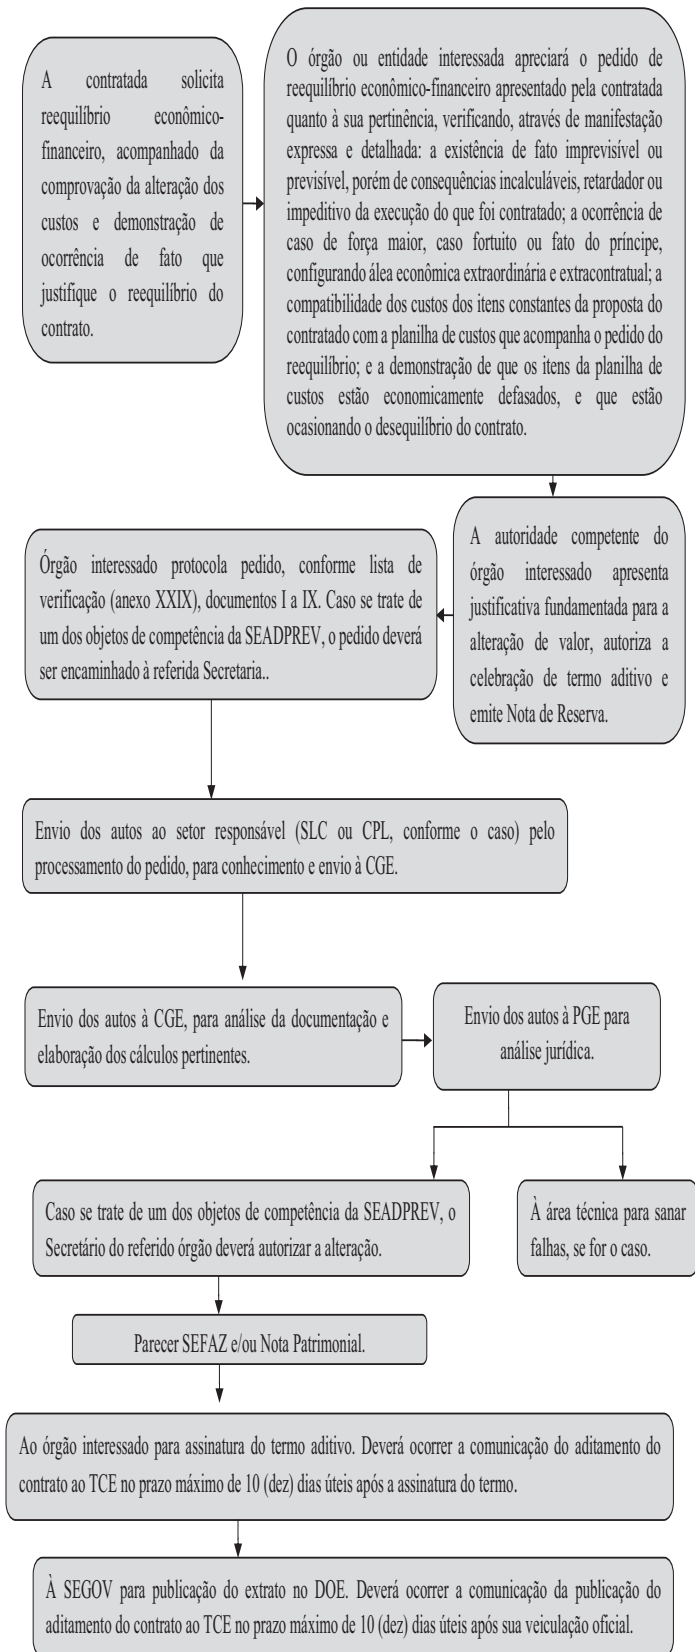 A contratada solicita
reequilíbrio econômico-
financeiro, acompanhado da
comprovação da alteração dos
custos e demonstração de
ocorrência de fato que
justifique o reequilíbrio do
contrato.
O órgão ou entidade interessada apreciará o pedido de
reequilíbrio econômico-financeiro apresentado pela contratada
quanto à sua pertinência, verificando, através de manifestação
expressa e detalhada: a existência de fato imprevisível ou
previsível, porém de consequências incalculáveis, retardador ou
impeditivo da execução do que foi contratado; a ocorrência de
caso de força maior, caso fortuito ou fato do príncipe,
configurando álea econômica extraordinária e extracontratual; a
compatibilidade dos custos dos itens constantes da proposta do
contratado com a planilha de custos que acompanha o pedido do
reequilíbrio; e a demonstração de que os itens da planilha de
custos estão economicamente defasados, e que estão
ocasionando o desequilíbrio do contrato.
A autoridade competente do
órgão interessado apresenta
justificativa fundamentada para a
alteração de valor, autoriza a
celebração de termo aditivo e
emite Nota de Reserva.
Órgão interessado protocola pedido, conforme lista de
verificação (anexo XXIX), documentos I a IX. Caso se trate de
um dos objetos de competência da SEADPREV, o pedido deverá
ser encaminhado à referida Secretaria..
Envio dos autos ao setor responsável (SLC ou CPL, conforme o caso) pelo
processamento do pedido, para conhecimento e envio à CGE.
Envio dos autos à CGE, para análise da documentação e
elaboração dos cálculos pertinentes.
Envio dos autos à PGE para
análise jurídica.
Caso se trate de um dos objetos de competência da SEADPREV, o
Secretário do referido órgão deverá autorizar a alteração.
À área técnica para sanar
falhas, se for o caso.
Parecer SEFAZ e/ou Nota Patrimonial.
Ao órgão interessado para assinatura do termo aditivo. Deverá ocorrer a comunicação do aditamento do
contrato ao TCE no prazo máximo de 10 (dez) dias úteis após a assinatura do termo.
À SEGOV para publicação do extrato no DOE. Deverá ocorrer a comunicação da publicação do
aditamento do contrato ao TCE no prazo máximo de 10 (dez) dias úteis após sua veiculação oficial.